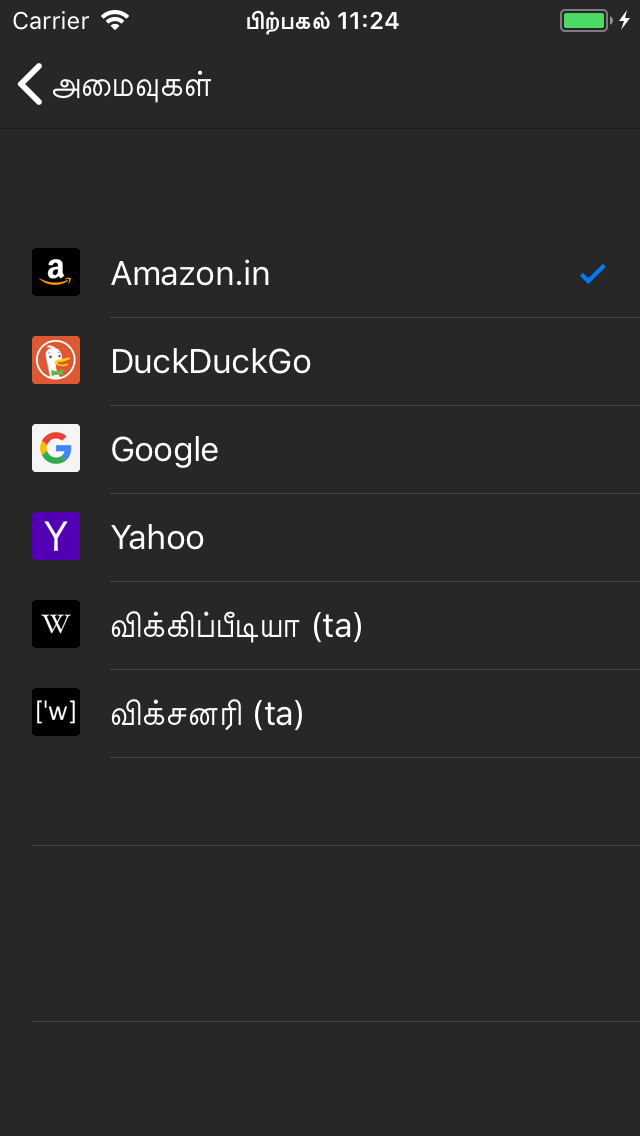 Carrier பிற்பகல் 11:24
அமைவுகள்
a Amazon.in
DuckDuckGo
G Google
Y Yahoo
W விக்கிப்பீடியா (ta)
['w] விக்சனரி (ta)